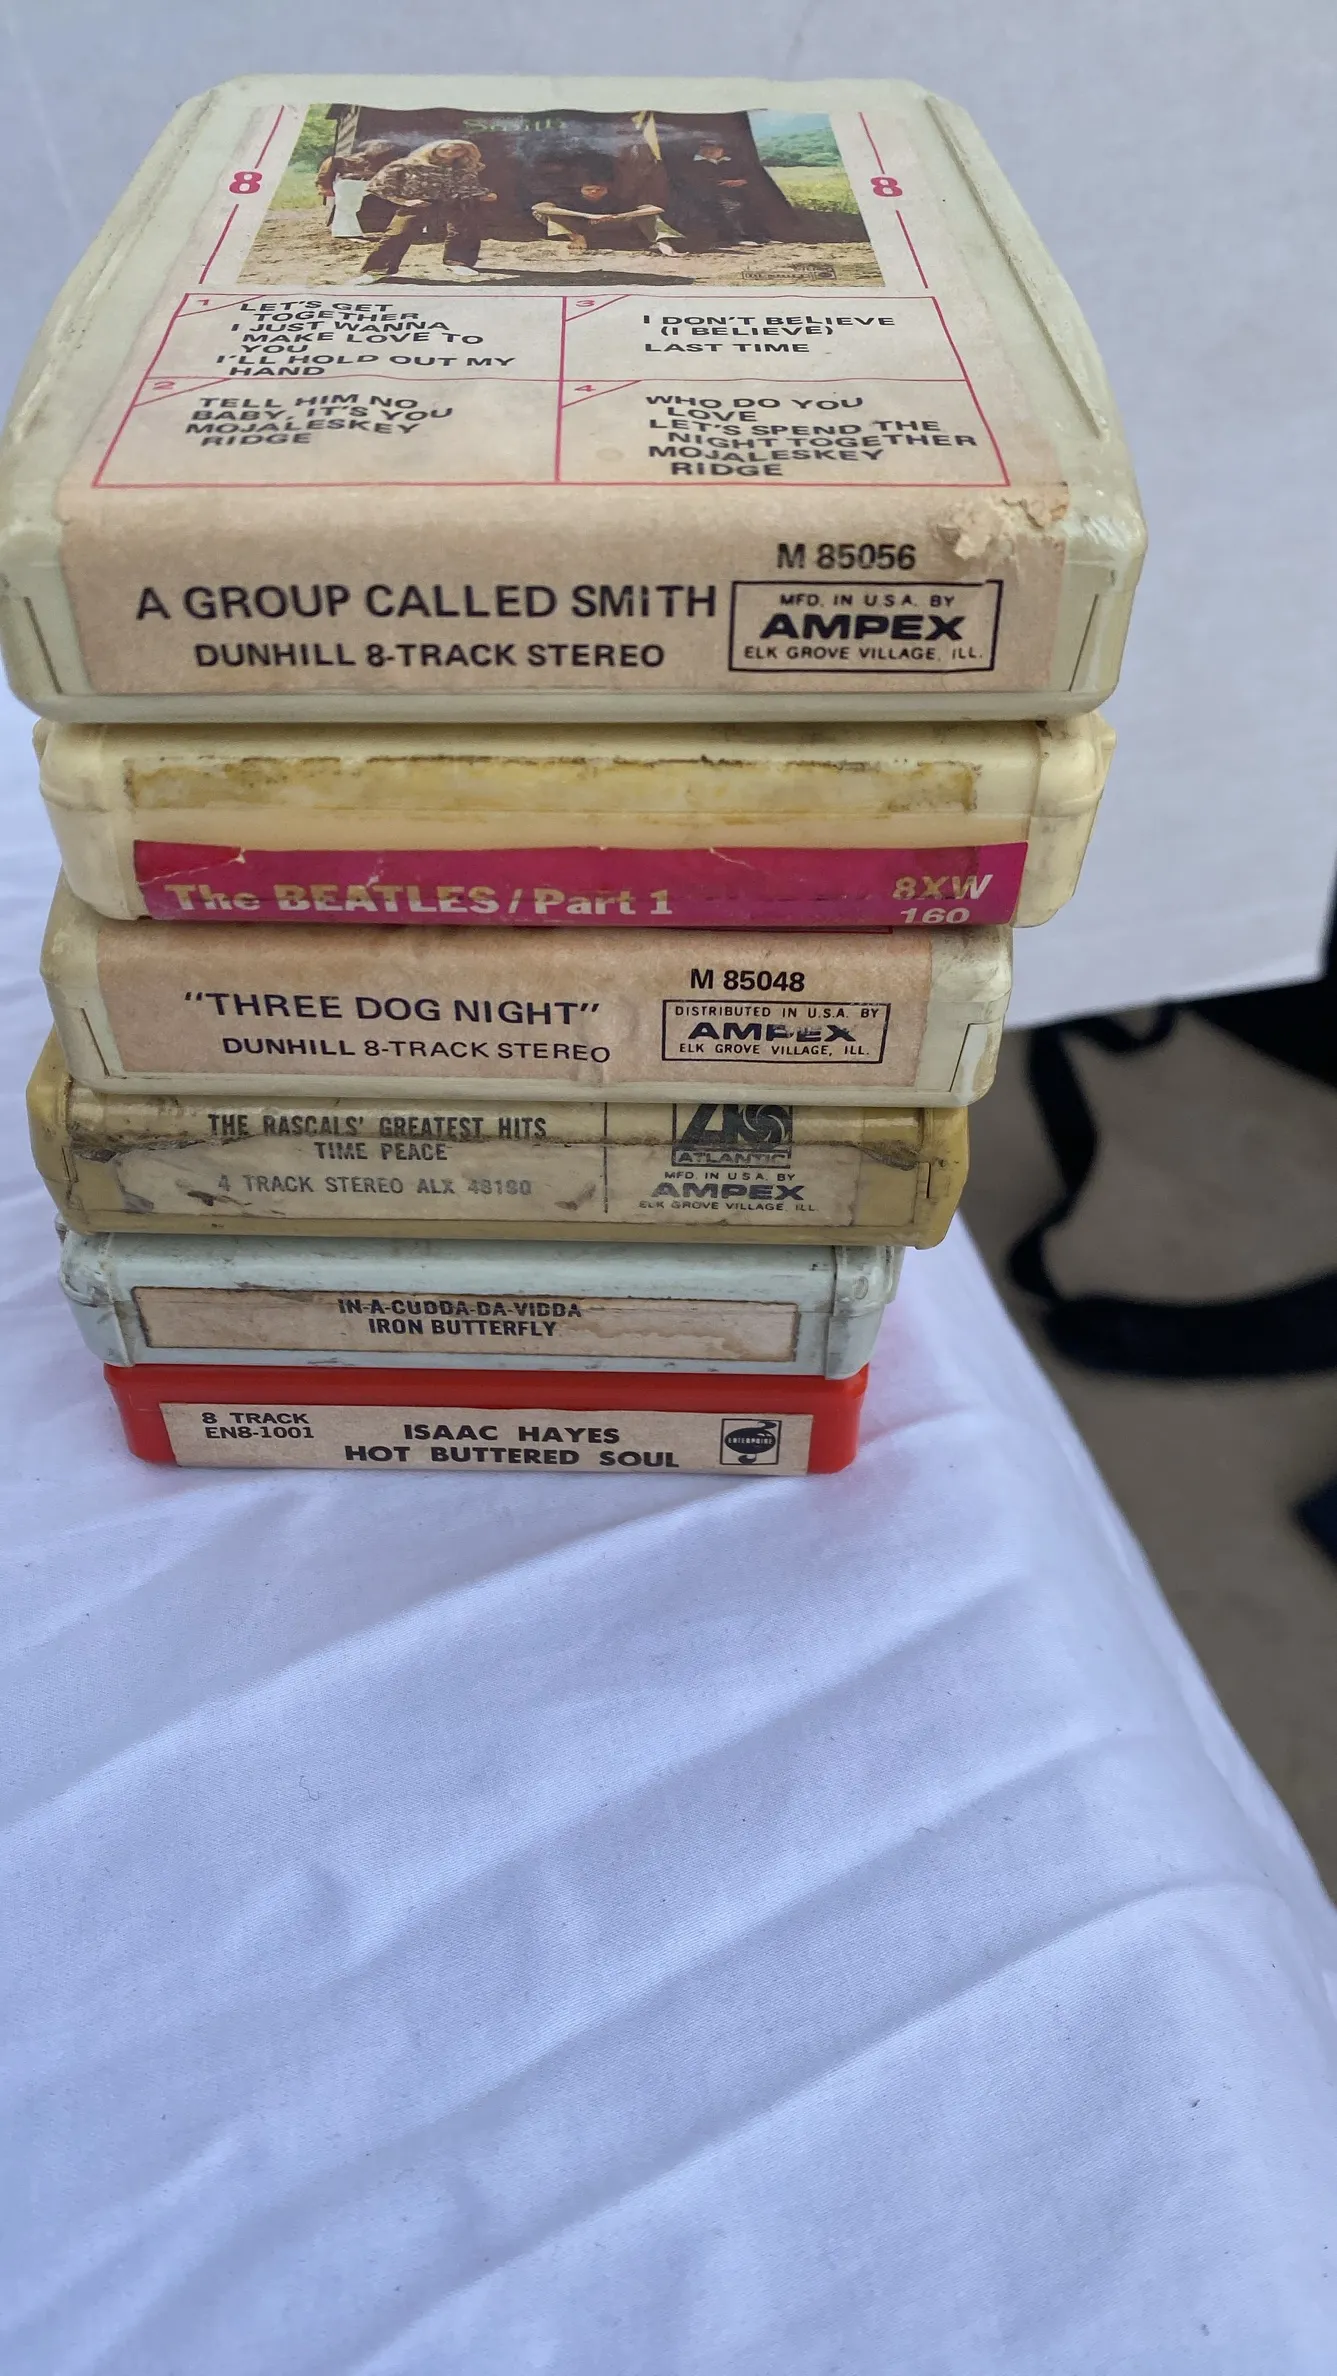 Smith
8
8
1
LET'S GET
TOGETHER
I JUST WANNA
MAKE LOVE TO
YOU
I'LL HOLD OUT MY
HAND
2
TELL HIM NO
BABY, IT'S YOU
MOJALESKEY
RIDGE
3
I DON'T BELIEVE
(I BELIEVE)
LAST TIME
4
WHO DO YOU
LOVE
LET'S SPEND THE
NIGHT TOGETHER
MOJALESKEY
RIDGE
A GROUP CALLED SMITH
DUNHILL 8-TRACK STEREO
M 85056
MFD. IN U.S.A. BY
AMPEX
ELK GROVE VILLAGE, ILL.
The BEATLES / Part 1
8XW
160
"THREE DOG NIGHT"
DUNHILL 8-TRACK STEREO
M 85048
DISTRIBUTED IN U.S.A. BY
AMPEX
ELK GROVE VILLAGE, ILL.
THE RASCALS' GREATEST HITS
TIME PEACE
4 TRACK STEREO ALX 48190
ATLANTIC
MFD. IN U.S.A. BY
AMPEX
ELK GROVE VILLAGE, ILL.
IN-A-GUDDA-DA-VIDDA
IRON BUTTERFLY
8 TRACK
EN8-1001
ISAAC HAYES
HOT BUTTERED SOUL
ENTERPRISE